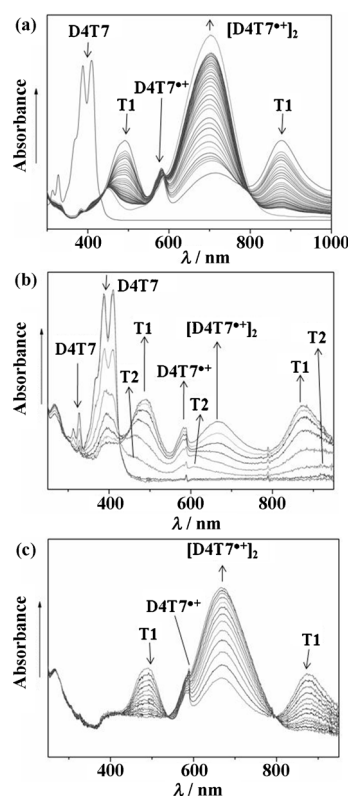 (a)
D4T7
[D4T7•+]2
D4T7•+
T1
T1
Absorbance
400 600 800 1000
λ / nm
(b)
D4T7
T1
[D4T7•+]2
D4T7
D4T7•+
T2
T2
T1
T2
Absorbance
400 600 800
λ / nm
(c)
[D4T7•+]2
D4T7•+
T1
T1
Absorbance
400 600 800
λ / nm